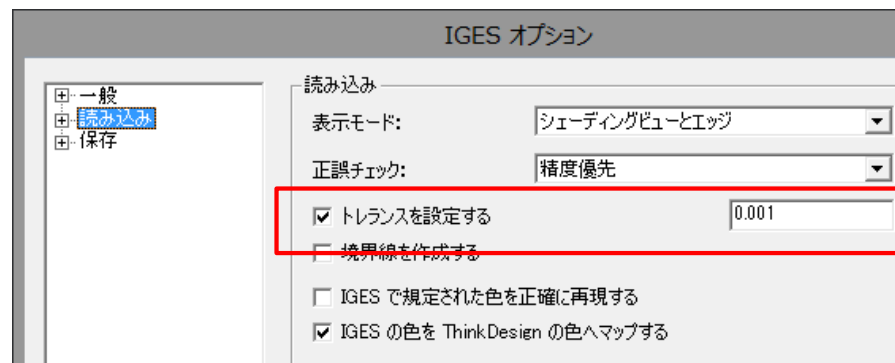 IGES オプション
一般
読み込み
保存
読み込み
表示モード: シェーディングビューとエッジ
正誤チェック: 精度優先
トレランスを設定する 0.001
境界線を作成する
IGES で規定された色を正確に再現する
IGES の色を ThinkDesign の色へマップする